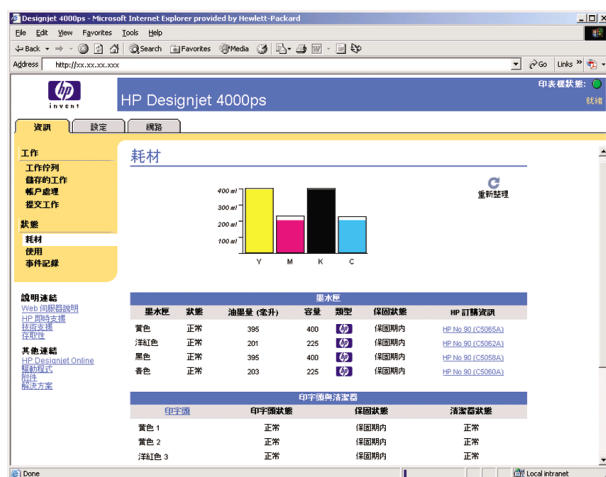 Designjet 4000ps - Microsoft Internet Explorer provided by Hewlett-Packard
File Edit View Favorites Tools Help
Back Search Favorites Media
Address http://xx.xx.xx.xxx Go Links »
hp
invent
HP Designjet 4000ps
印表機狀態:
就緒
資訊 設定 網路
工作
工作佇列
儲存的工作
帳戶處理
提交工作
狀態
耗材
使用
事件記錄
說明連結
Web 伺服器說明
HP 即時支援
技術支援
存取性
其他連結
HP Designjet Online
驅動程式
附件
解決方案
耗材
重新整理
400 ml
300 ml
200 ml
100 ml
Y M K C
墨水匣
墨水匣 狀態 油墨量 (毫升) 容量 類型 保固狀態 HP 訂購資訊
黃色 正常 395 400 hp 保固期內 HP No.90 (C5065A)
洋紅色 正常 201 225 hp 保固期內 HP No.90 (C5062A)
黑色 正常 395 400 hp 保固期內 HP No.90 (C5058A)
青色 正常 203 225 hp 保固期內 HP No.90 (C5060A)
印字頭與清潔器
印字頭 印字頭狀態 保固狀態 清潔器狀態
黃色 1 正常 保固期內 正常
黃色 2 正常 保固期內 正常
洋紅色 3 正常 保固期內 正常
Done Local intranet